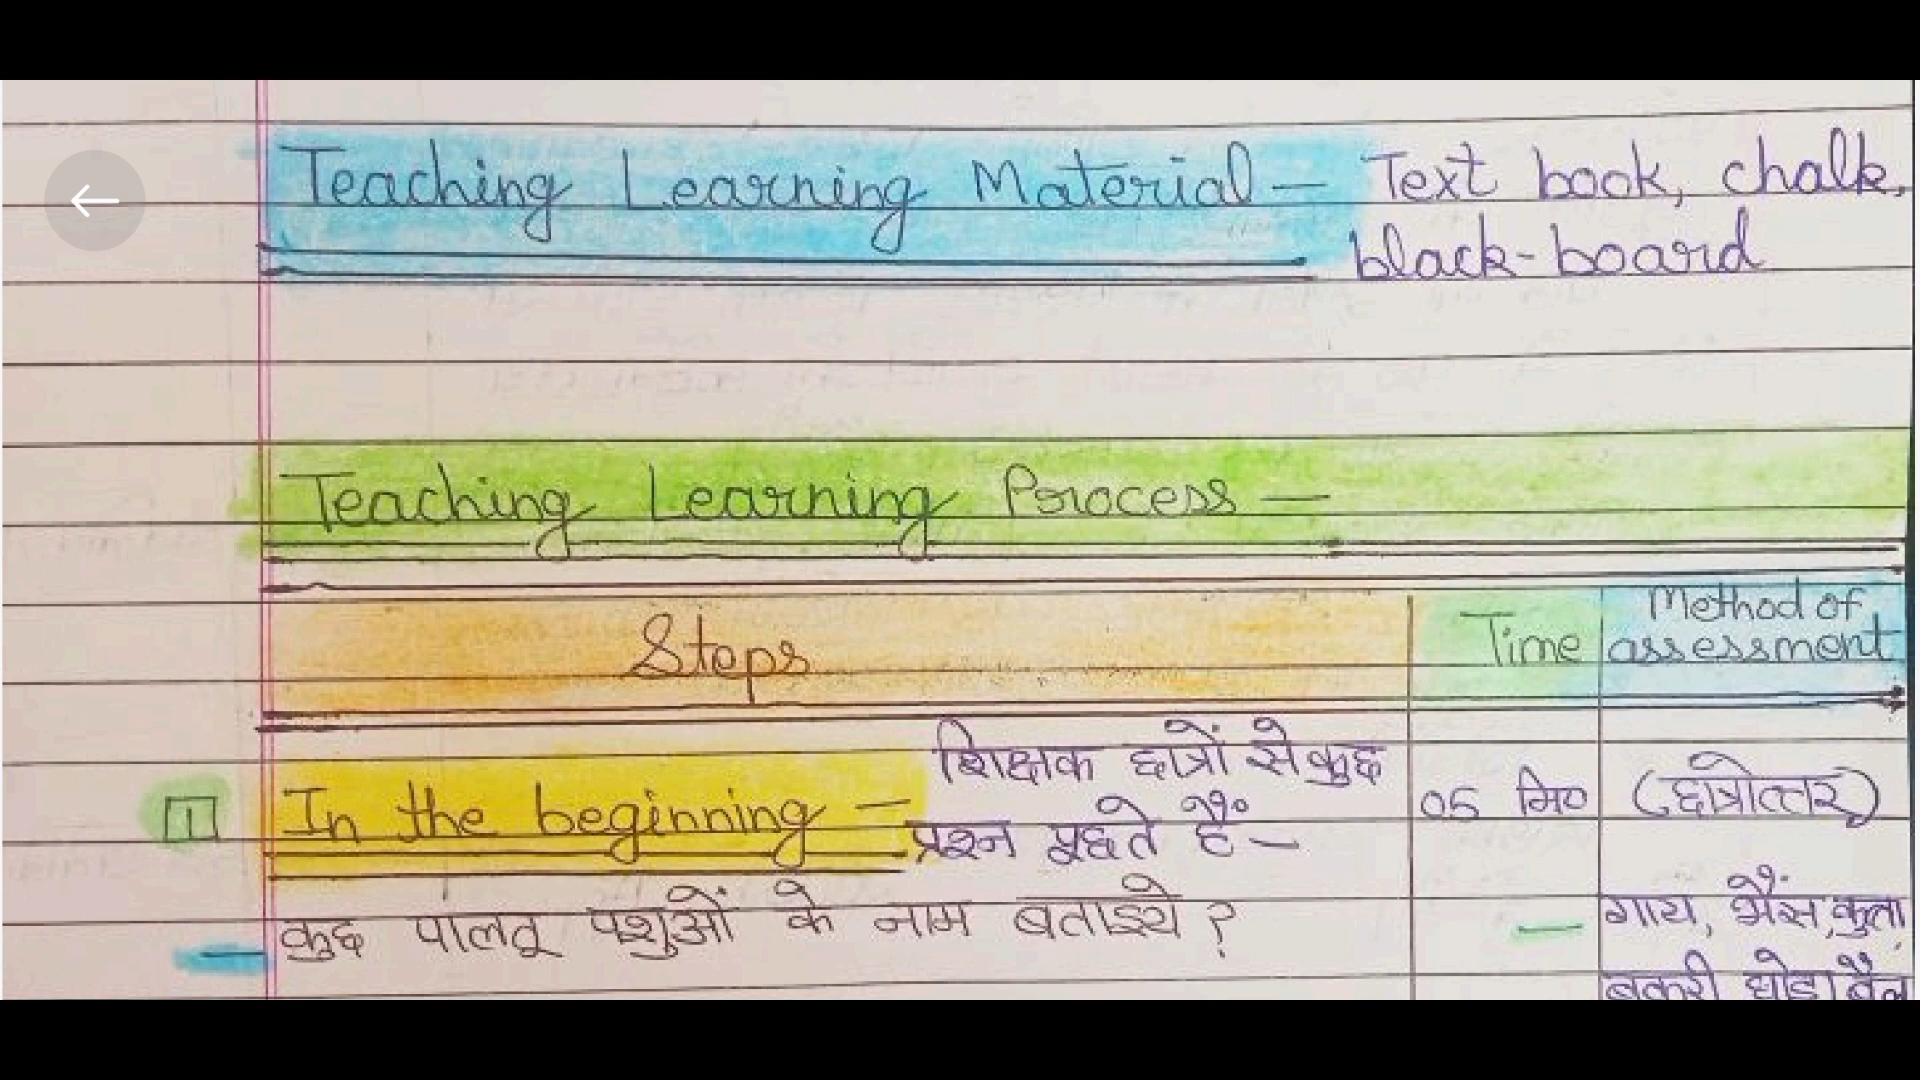 Teaching Learning Material — Text book, chalk,
black-board
Teaching Learning Process —
Steps
Time
Method of
assessment
1
In the beginning — शिक्षक छात्रों से कुछ
प्रश्न पूछते हैं —
05 मि०
(छात्रोत्तर)
कुछ पालतू पशुओं के नाम बताइये ?
— गाय, भैंस, कुत्ता,
बकरी घोड़ा बैल